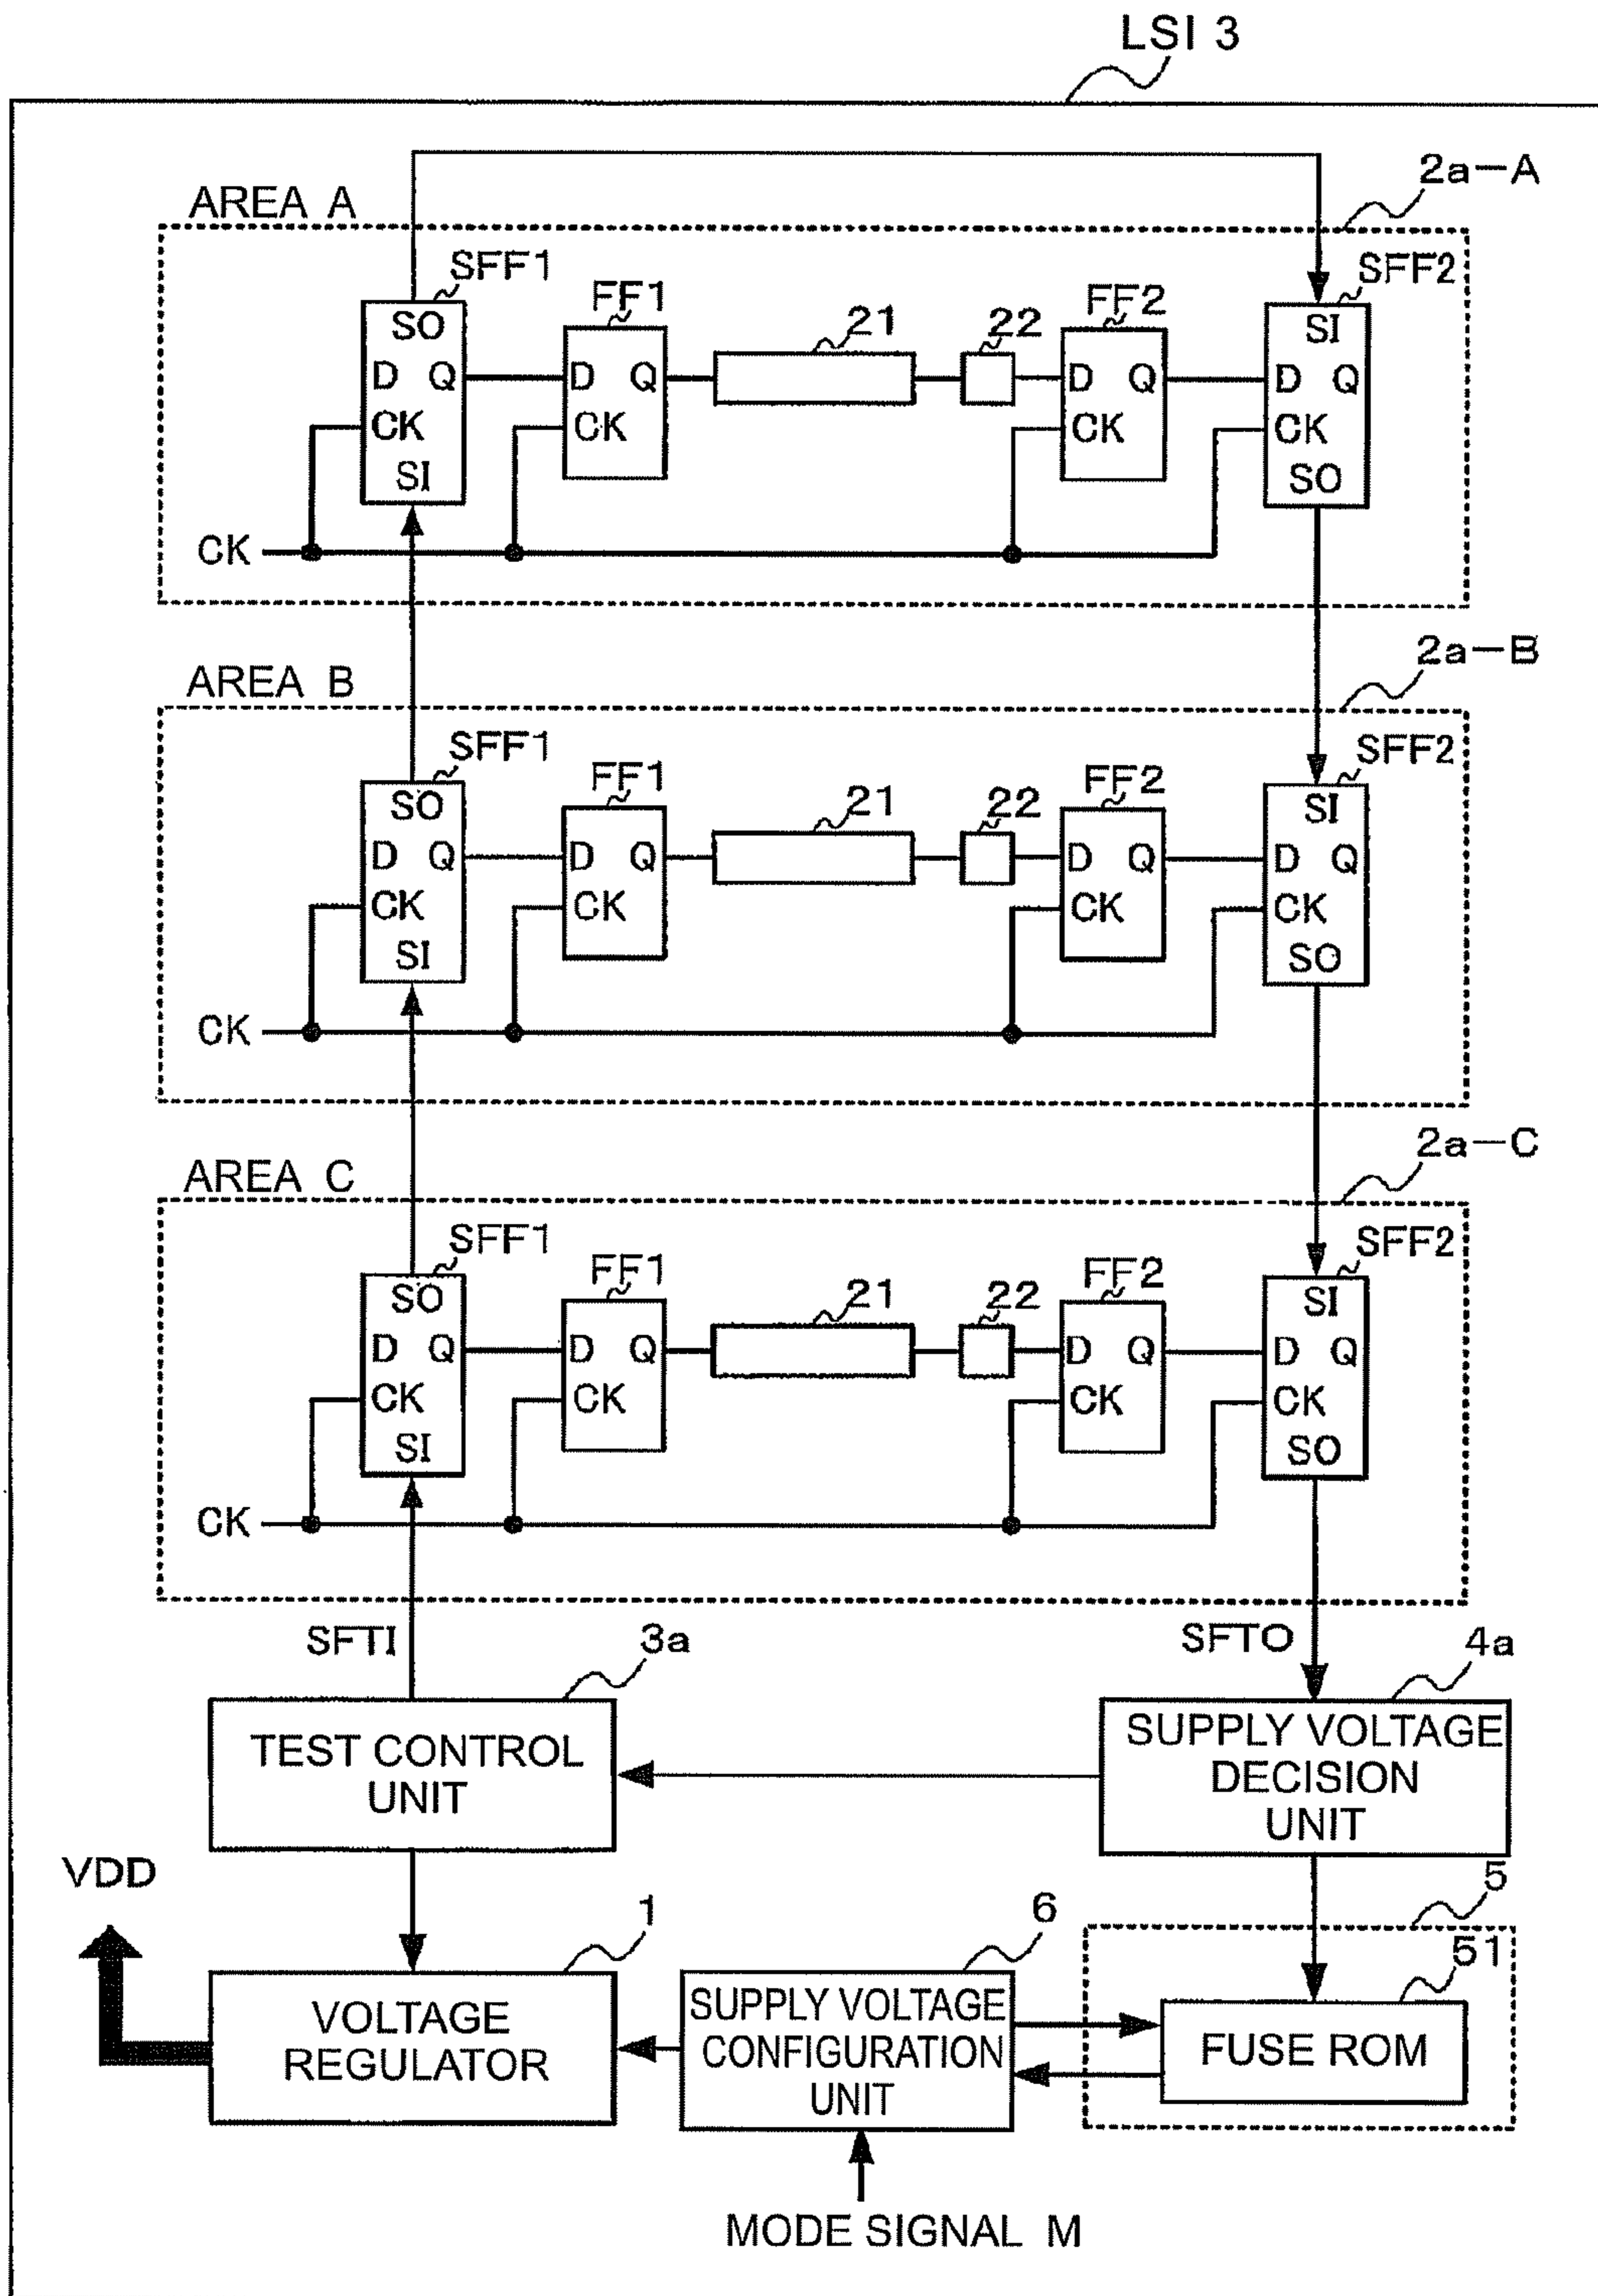 LSI 3
2a-A
AREA A
SFF1
FF1
21
22
FF2
SFF2
SO
D Q
CK
SI
D Q
CK
D Q
CK
SI
D Q
CK
SO
CK
2a-B
AREA B
SFF1
FF1
21
22
FF2
SFF2
SO
D Q
CK
SI
D Q
CK
D Q
CK
SI
D Q
CK
SO
CK
2a-C
AREA C
SFF1
FF1
21
22
FF2
SFF2
SO
D Q
CK
SI
D Q
CK
D Q
CK
SI
D Q
CK
SO
CK
SFTI
3a
SFTO
4a
TEST CONTROL
UNIT
SUPPLY VOLTAGE
DECISION
UNIT
VDD
1
6
5
51
VOLTAGE
REGULATOR
SUPPLY VOLTAGE
CONFIGURATION
UNIT
FUSE ROM
MODE SIGNAL M